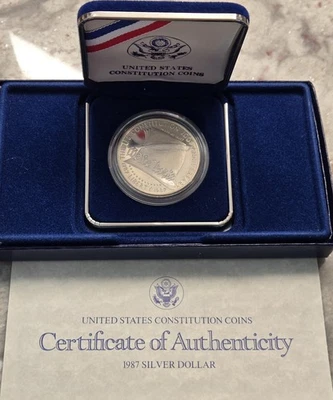 UNITED STATES
CONSTITUTION COINS
UNITED STATES CONSTITUTION COINS
Certificate of Authenticity
1987 SILVER DOLLAR